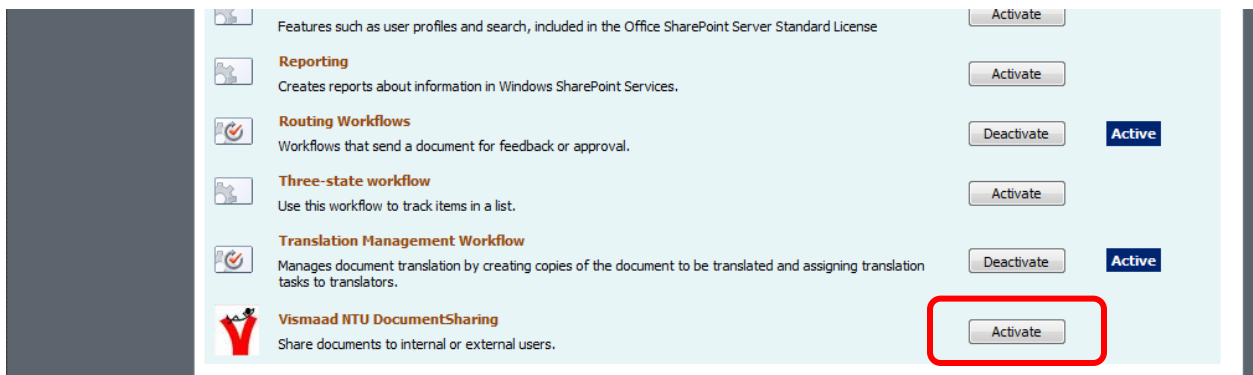 Features such as user profiles and search, included in the Office SharePoint Server Standard License
Activate
Reporting
Creates reports about information in Windows SharePoint Services.
Activate
Routing Workflows
Workflows that send a document for feedback or approval.
Deactivate
Active
Three-state workflow
Use this workflow to track items in a list.
Activate
Translation Management Workflow
Manages document translation by creating copies of the document to be translated and assigning translation
tasks to translators.
Deactivate
Active
Vismaad NTU DocumentSharing
Share documents to internal or external users.
Activate